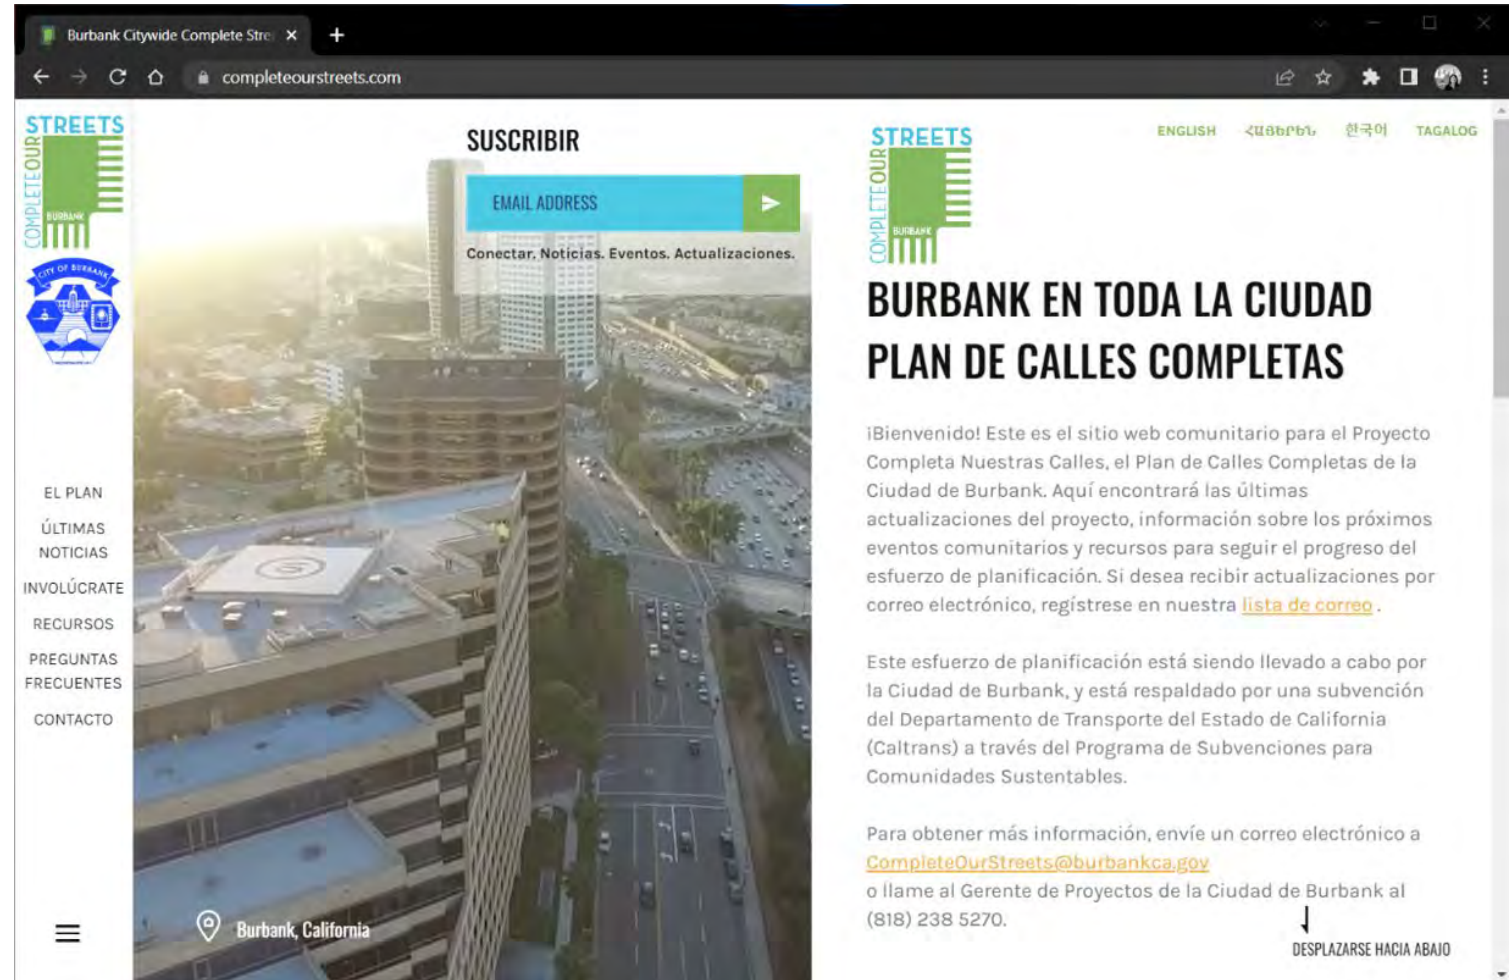 Burbank Citywide Complete Stre
completeourstreets.com
STREETS
COMPLETE OUR
BURBANK
CITY OF BURBANK
EL PLAN
ÚLTIMAS
NOTICIAS
INVOLÚCRATE
RECURSOS
PREGUNTAS
FRECUENTES
CONTACTO
SUSCRIBIR
EMAIL ADDRESS
Conectar. Noticias. Eventos. Actualizaciones.
Burbank, California
STREETS
COMPLETE OUR
BURBANK
ENGLISH ՀԱՅԵՐԵՆ 한국어 TAGALOG
BURBANK EN TODA LA CIUDAD
PLAN DE CALLES COMPLETAS
¡Bienvenido! Este es el sitio web comunitario para el Proyecto
Completa Nuestras Calles, el Plan de Calles Completas de la
Ciudad de Burbank. Aquí encontrará las últimas
actualizaciones del proyecto, información sobre los próximos
eventos comunitarios y recursos para seguir el progreso del
esfuerzo de planificación. Si desea recibir actualizaciones por
correo electrónico, regístrese en nuestra lista de correo .
Este esfuerzo de planificación está siendo llevado a cabo por
la Ciudad de Burbank, y está respaldado por una subvención
del Departamento de Transporte del Estado de California
(Caltrans) a través del Programa de Subvenciones para
Comunidades Sustentables.
Para obtener más información, envíe un correo electrónico a
CompleteOurStreets@burbankca.gov
o llame al Gerente de Proyectos de la Ciudad de Burbank al
(818) 238 5270.
DESPLAZARSE HACIA ABAJO